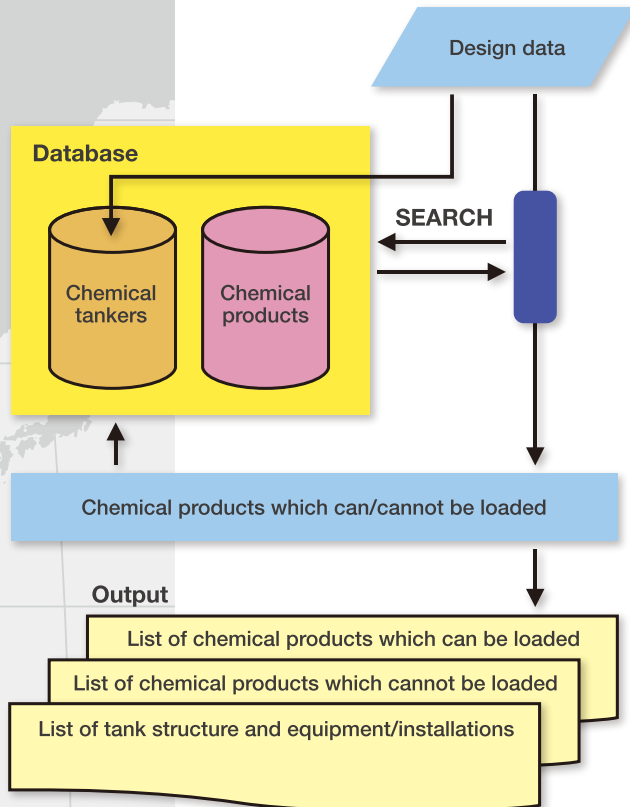 Design data
Database
SEARCH
Chemical
tankers
Chemical
products
Chemical products which can/cannot be loaded
Output
List of chemical products which can be loaded
List of chemical products which cannot be loaded
List of tank structure and equipment/installations